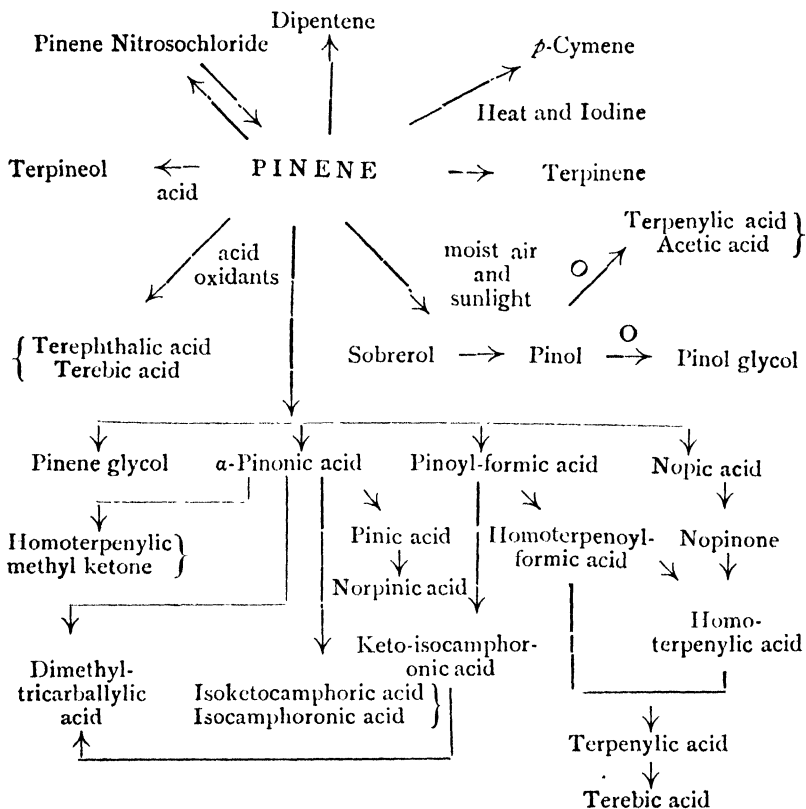 Dipentene
Pinene Nitrosochloride
p-Cymene
Heat and Iodine
Terpineol
acid
PINENE
Terpinene
acid
oxidants
moist air
and
sunlight
O
Terpenylic acid }
Acetic acid
{ Terephthalic acid
Terebic acid
Sobrerol
Pinol
O
Pinol glycol
Pinene glycol
α-Pinonic acid
Pinoyl-formic acid
Nopic acid
Homoterpenylic }
methyl ketone
Pinic acid
Norpinic acid
Homoterpenoyl-
formic acid
Nopinone
Homo-
terpenylic acid
Keto-isocamphor-
onic acid
Dimethyl-
tricarballylic
acid
Isoketocamphoric acid }
Isocamphoronic acid
Terpenylic acid
Terebic acid